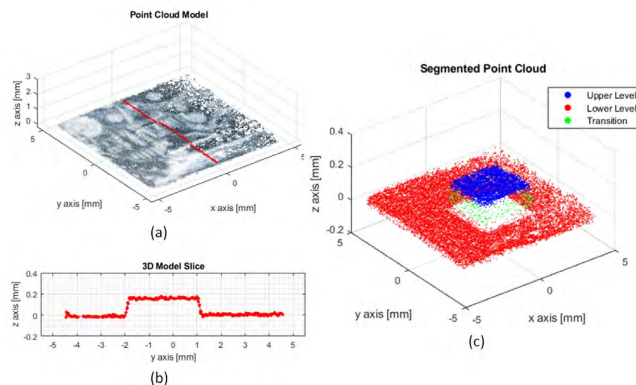 Point Cloud Model
z axis [mm]
3
2
1
0
5
0
-5
y axis [mm]
-5
0
5
x axis [mm]
(a)
3D Model Slice
z axis [mm]
0.4
0.2
0
-0.2
-5 -4 -3 -2 -1 0 1 2 3 4 5
y axis [mm]
(b)
Segmented Point Cloud
Upper Level
Lower Level
Transition
z axis [mm]
0.4
0.2
0
-0.2
5
0
-5
y axis [mm]
-5
0
5
x axis [mm]
(c)